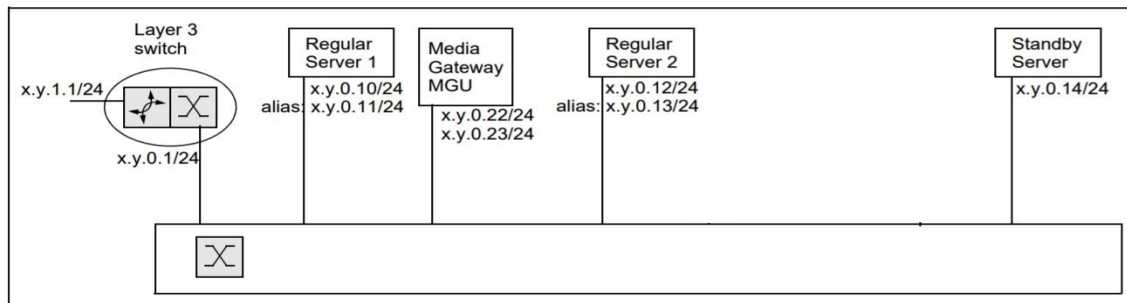 Layer 3
switch
x.y.1.1/24
x.y.0.1/24
Regular
Server 1
x.y.0.10/24
alias: x.y.0.11/24
Media
Gateway
MGU
x.y.0.22/24
x.y.0.23/24
Regular
Server 2
x.y.0.12/24
alias: x.y.0.13/24
Standby
Server
x.y.0.14/24